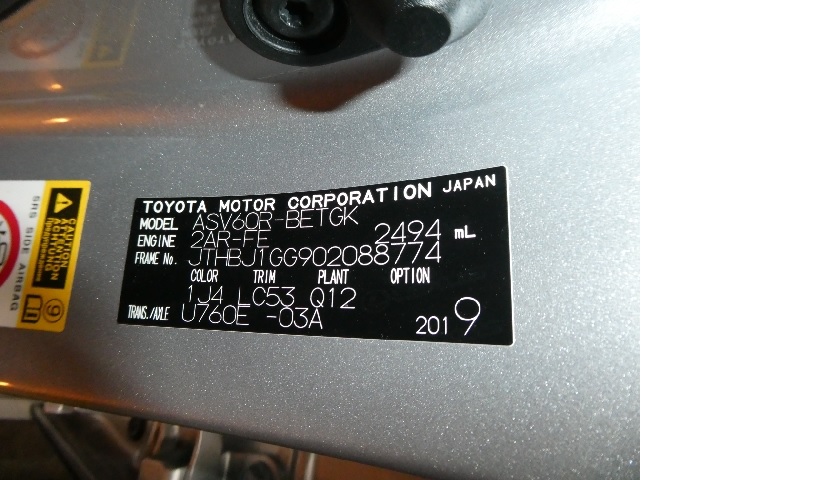 TOYOTA MOTOR CORPORATION JAPAN
MODEL ASV60R-BETGK
ENGINE 2AR-FE 2494 mL
FRAME No. JTHBJ1GG902088774
COLOR TRIM PLANT OPTION
1J4 LC53 Q12
TRANS./AXLE U760E -03A
2019
SRS SIDE AIRBAG
CAUTION